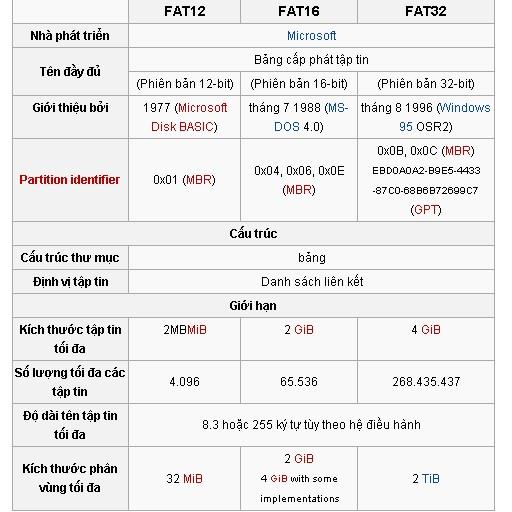 FAT12 FAT16 FAT32
Nhà phát triển Microsoft
Tên đầy đủ Bảng cấp phát tập tin
(Phiên bản 12-bit) (Phiên bản 16-bit) (Phiên bản 32-bit)
Giới thiệu bởi 1977 (Microsoft tháng 7 1988 (MS- tháng 8 1996 (Windows
Disk BASIC) DOS 4.0) 95 OSR2)
Partition identifier 0x01 (MBR) 0x04, 0x06, 0x0E
(MBR) 0x0B, 0x0C (MBR)
EBD0A0A2-B9E5-4433
-87C0-68B6B72699C7
(GPT)
Cấu trúc
Cấu trúc thư mục bảng
Định vị tập tin Danh sách liên kết
Giới hạn
Kích thước tập tin
tối đa 2MBMiB 2 GiB 4 GiB
Số lượng tối đa các
tập tin 4.096 65.536 268.435.437
Độ dài tên tập tin
tối đa 8.3 hoặc 255 ký tự tùy theo hệ điều hành
Kích thước phân
vùng tối đa 32 MiB 2 GiB
4 GiB with some
implementations 2 TiB